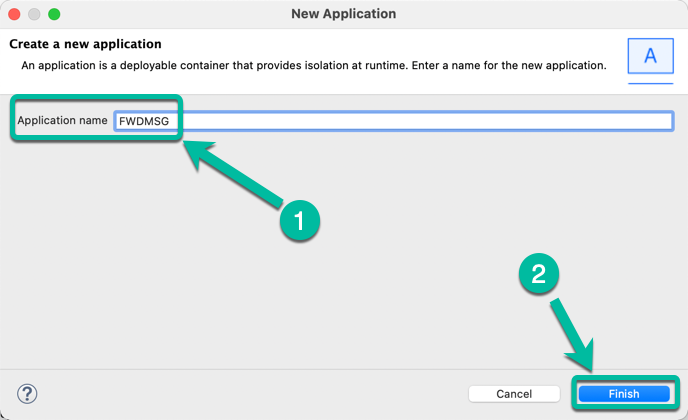 New Application
Create a new application
An application is a deployable container that provides isolation at runtime. Enter a name for the new application.
A
Application name FWDMSG
1
2
? Cancel Finish